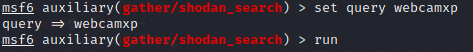 msf6 auxiliary(gather/shodan_search) > set query webcamxp
query => webcamxp
msf6 auxiliary(gather/shodan_search) > run